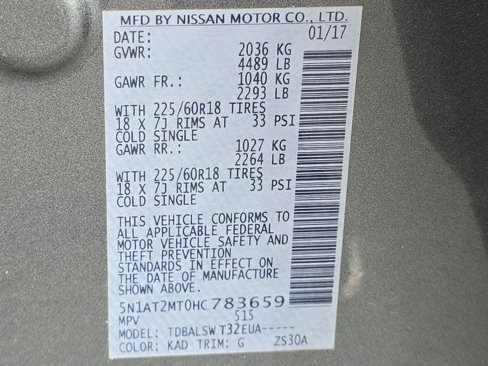 MFD BY NISSAN MOTOR CO., LTD.
DATE: 01/17
GVWR: 2036 KG
4489 LB
GAWR FR.: 1040 KG
2293 LB
WITH 225/60R18 TIRES
18 X 7J RIMS AT 33 PSI
COLD SINGLE
GAWR RR.: 1027 KG
2264 LB
WITH 225/60R18 TIRES
18 X 7J RIMS AT 33 PSI
COLD SINGLE
THIS VEHICLE CONFORMS TO
ALL APPLICABLE FEDERAL
MOTOR VEHICLE SAFETY AND
THEFT PREVENTION
STANDARDS IN EFFECT ON
THE DATE OF MANUFACTURE
SHOWN ABOVE.
5N1AT2MT0HC783659
MPV 515
MODEL: TDBALSW T32EUA-----
COLOR: KAD TRIM: G ZS30A